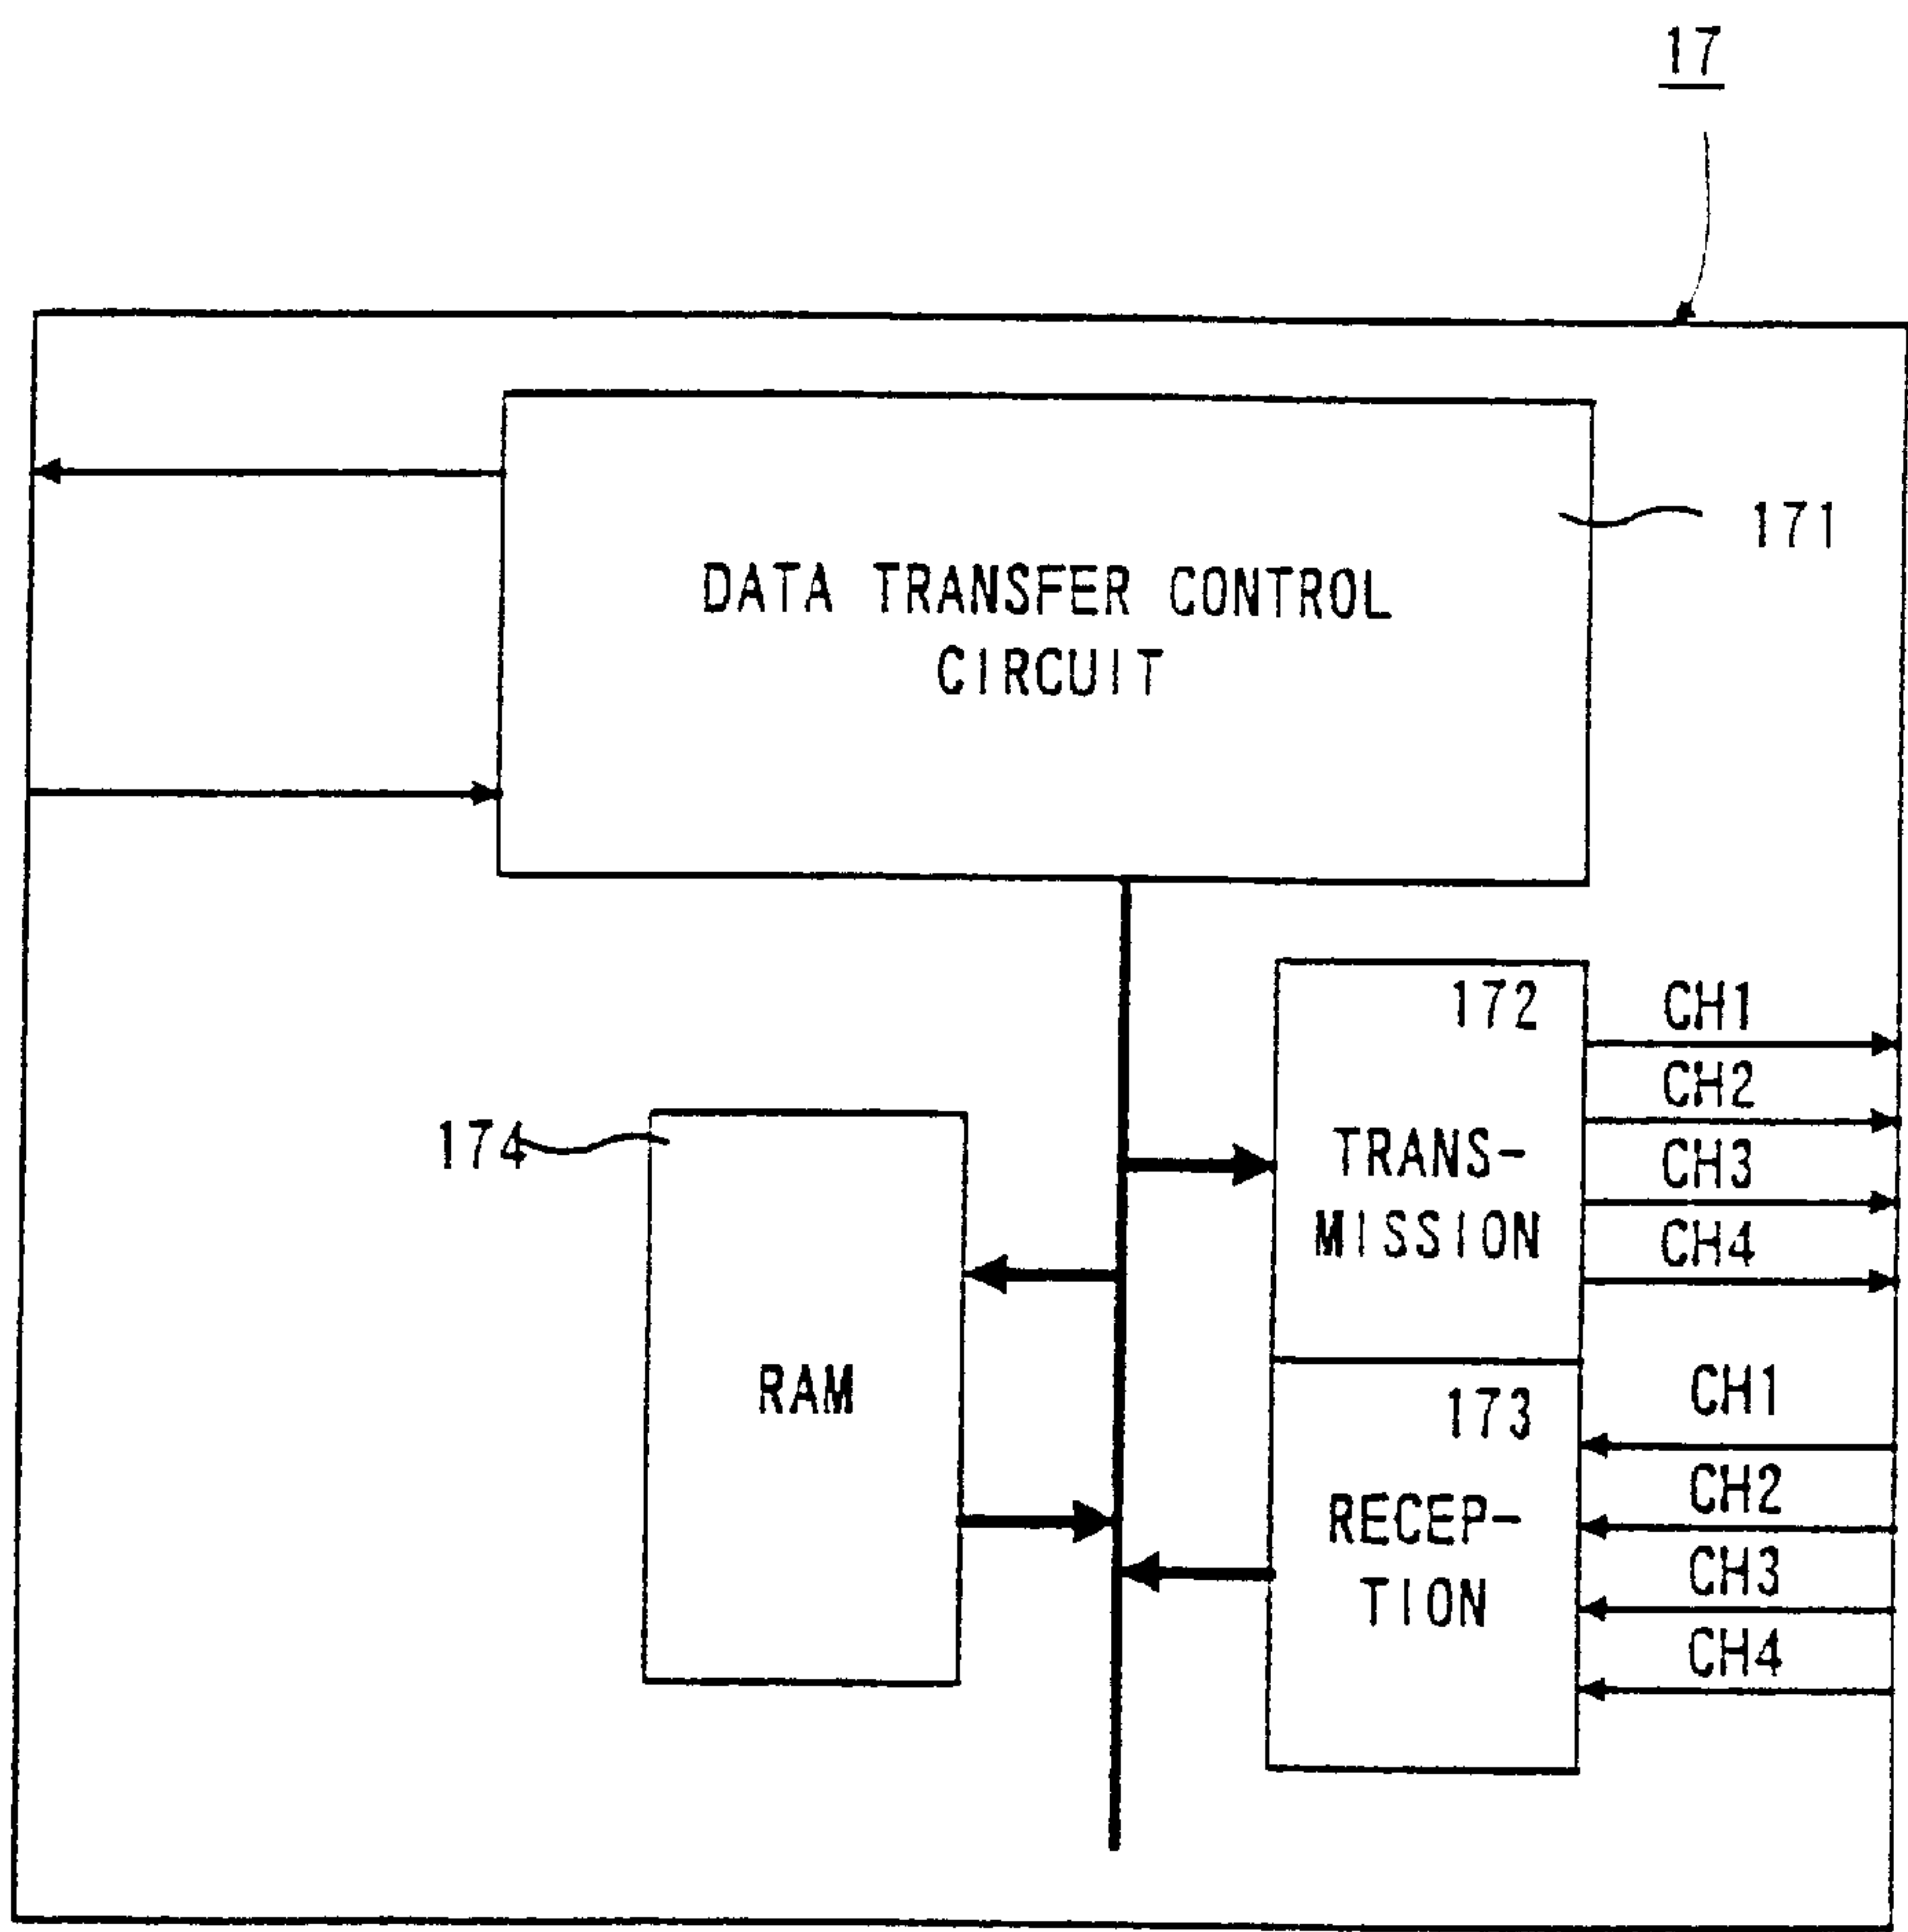 17
171
DATA TRANSFER CONTROL
CIRCUIT
172
CH1
CH2
174
TRANS-
CH3
MISSION
CH4
RAM
CH1
173
CH2
RECEP-
CH3
TION
CH4